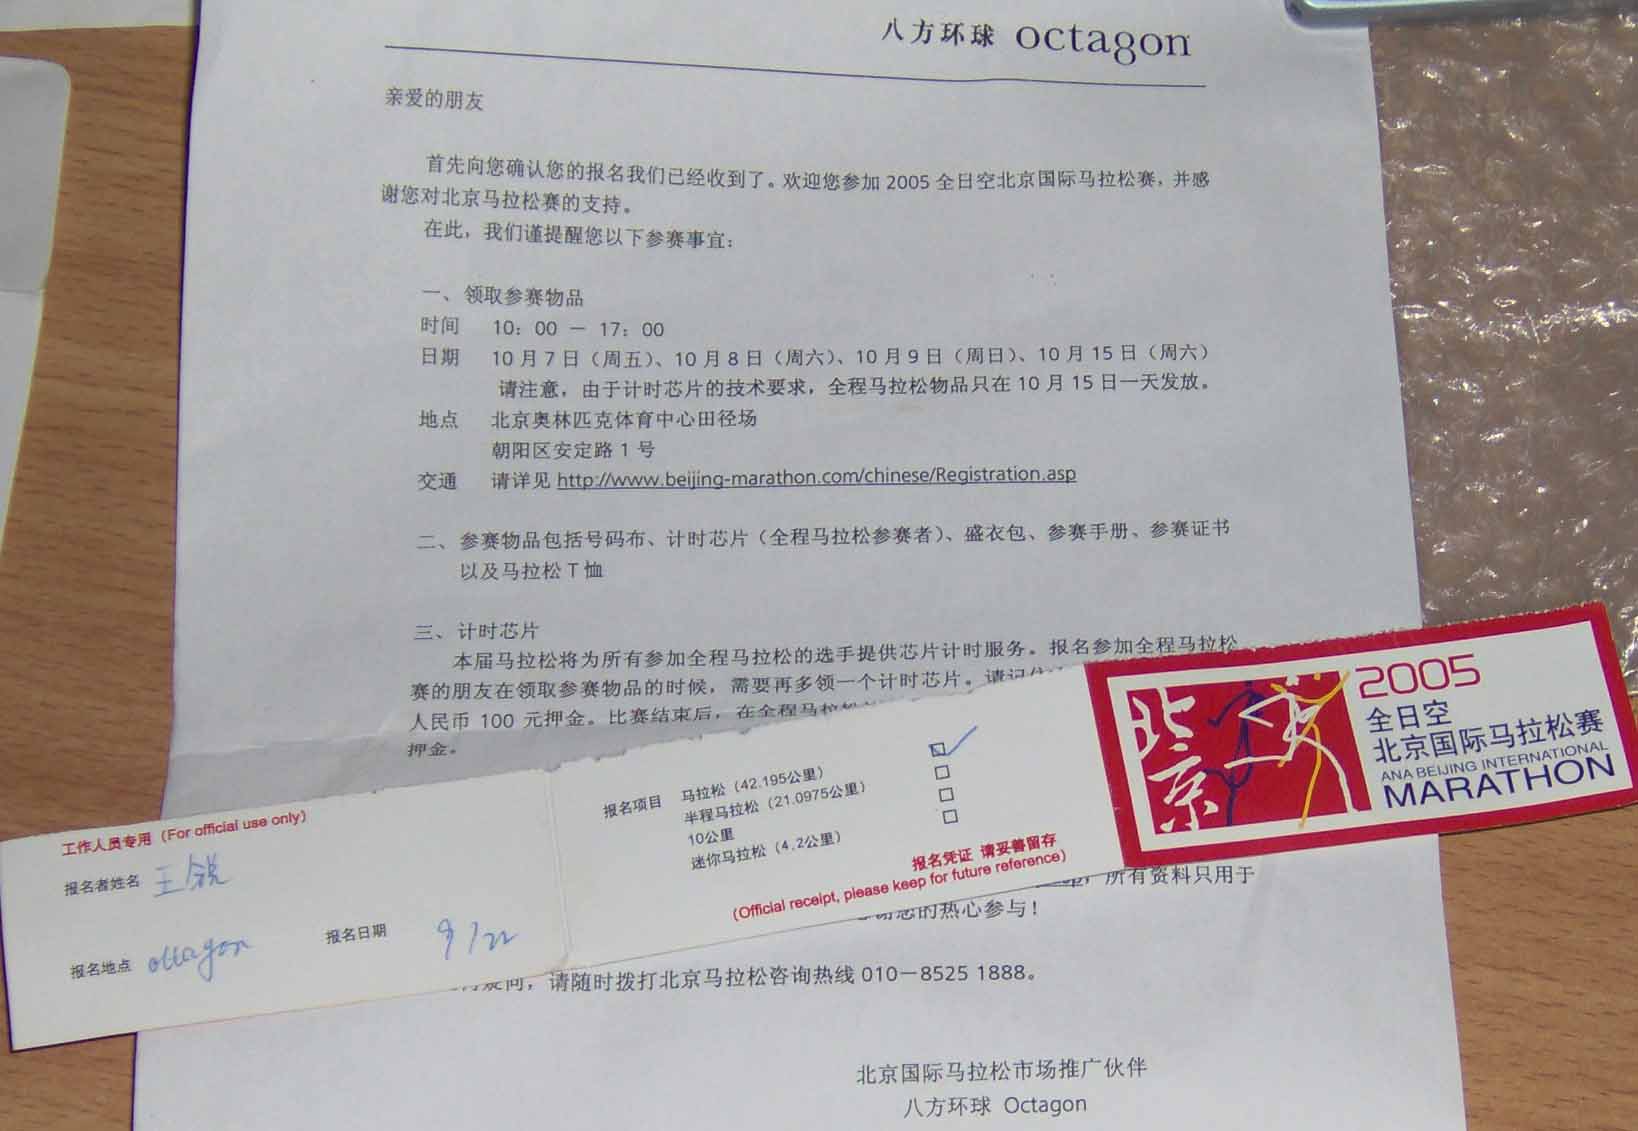 八方环球 octagon
亲爱的朋友
首先向您确认您的报名我们已经收到了。欢迎您参加 2005 全日空北京国际马拉松赛，并感
谢您对北京马拉松赛的支持。
在此，我们谨提醒您以下参赛事宜：
一、领取参赛物品
时间 10：00 － 17：00
日期 10 月 7 日（周五）、10 月 8 日（周六）、10 月 9 日（周日）、10 月 15 日（周六）
请注意，由于计时芯片的技术要求，全程马拉松物品只在 10 月 15 日一天发放。
地点 北京奥林匹克体育中心田径场
朝阳区安定路 1 号
交通 请详见 http://www.beijing-marathon.com/chinese/Registration.asp
二、参赛物品包括号码布、计时芯片（全程马拉松参赛者）、盛衣包、参赛手册、参赛证书
以及马拉松 T 恤
三、计时芯片
本届马拉松将为所有参加全程马拉松的选手提供芯片计时服务。报名参加全程马拉松
赛的朋友在领取参赛物品的时候，需要再多领一个计时芯片。请记住
人民币 100 元押金。比赛结束后，在全程马拉松
押金。
2005
全日空
北京国际马拉松赛
ANA BEIJING INTERNATIONAL
MARATHON
北京
报名项目 马拉松（42.195公里）
半程马拉松（21.0975公里）
10公里
迷你马拉松（4.2公里）
报名凭证 请妥善留存
(Official receipt, please keep for future reference)
工作人员专用（For official use only）
报名者姓名 王锐
报名地点 octagon
报名日期 9/22
，所有资料只用于
谢您的热心参与！
疑问，请随时拨打北京马拉松咨询热线 010－8525 1888。
北京国际马拉松市场推广伙伴
八方环球 Octagon